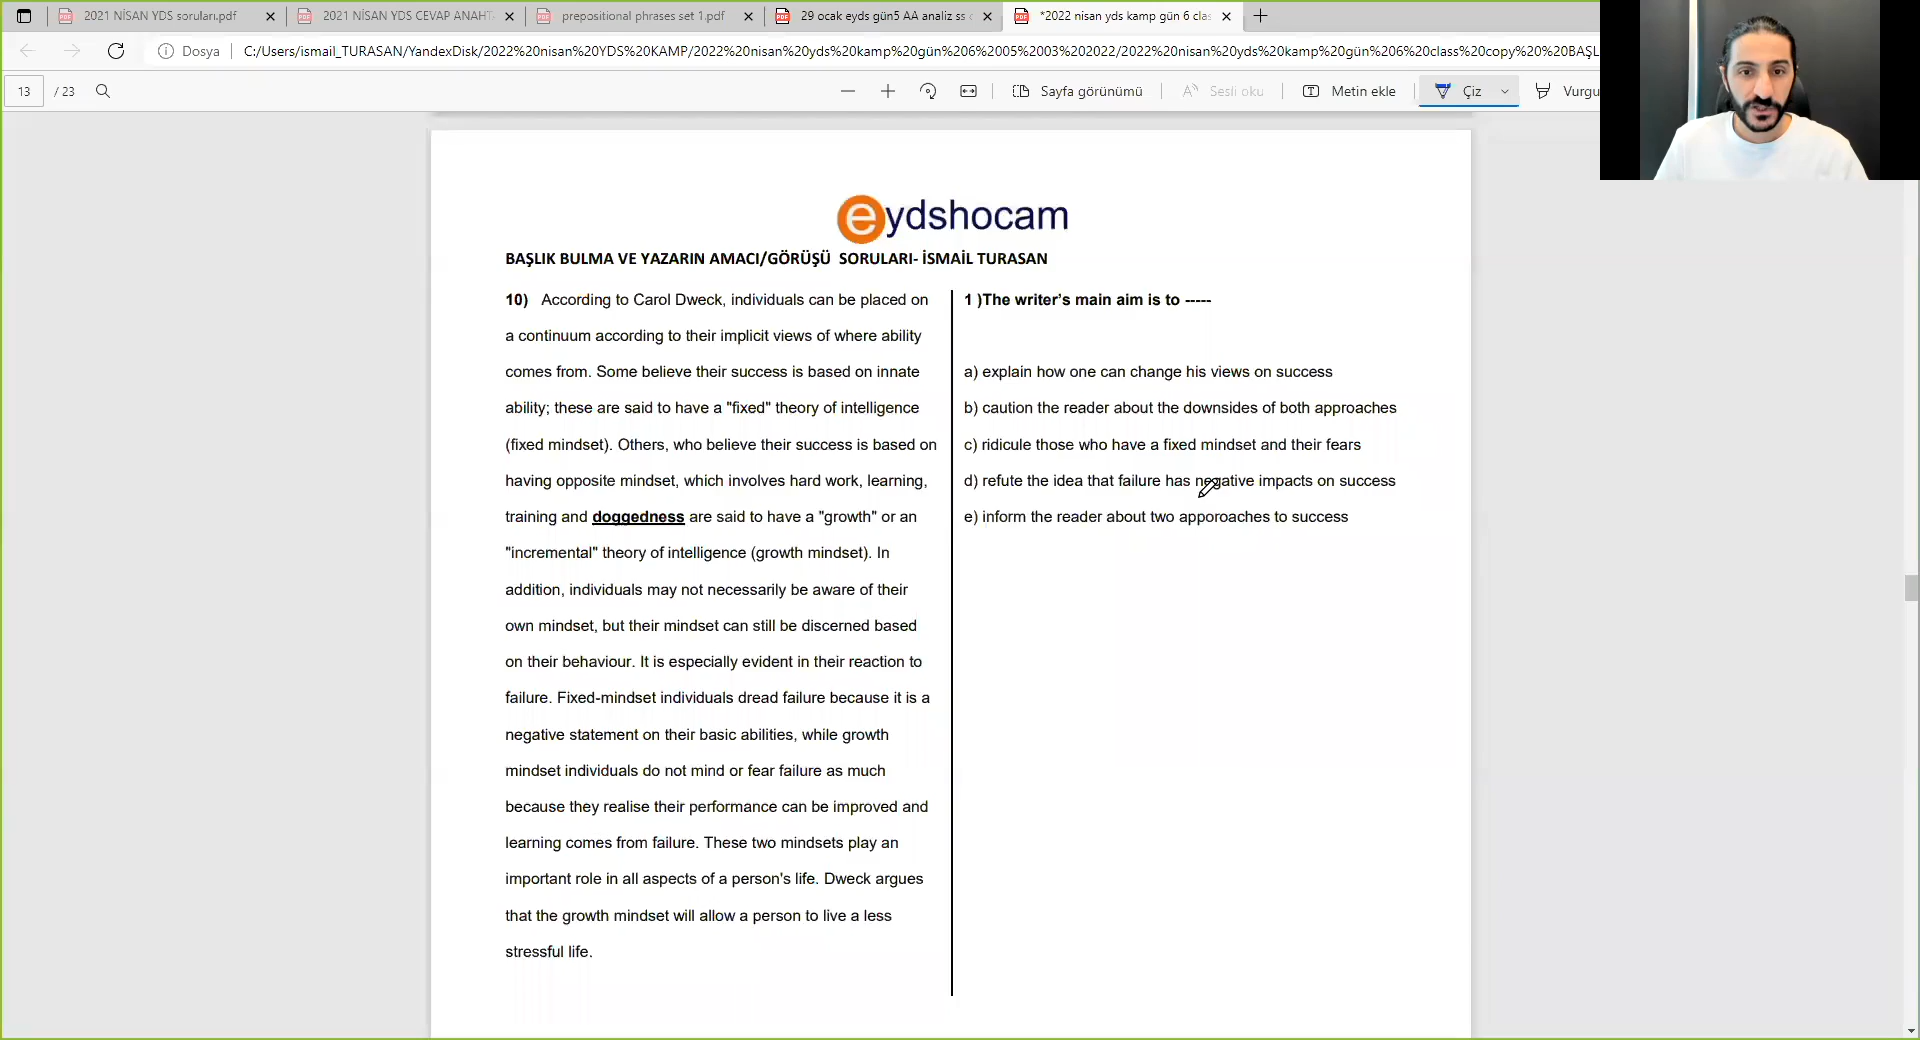 2021 NİSAN YDS soruları.pdf
2021 NİSAN YDS CEVAP ANAHT
prepositional phrases set 1.pdf
29 ocak eyds gün5 AA analiz ss
*2022 nisan yds kamp gün 6 clas
Dosya
C:/Users/ismail_TURASAN/YandexDisk/2022%20nisan%20YDS%20KAMP/2022%20nisan%20yds%20kamp%20gün%206%2005%2003%202022/2022%20nisan%20yds%20kamp%20gün%206%20class%20copy%20%20BAŞL
13 / 23
Sayfa görünümü
Sesli oku
Metin ekle
Çiz
Vurgu
eydshocam
BAŞLIK BULMA VE YAZARIN AMACI/GÖRÜŞÜ SORULARI- İSMAİL TURASAN
10) According to Carol Dweck, individuals can be placed on
a continuum according to their implicit views of where ability
comes from. Some believe their success is based on innate
ability; these are said to have a "fixed" theory of intelligence
(fixed mindset). Others, who believe their success is based on
having opposite mindset, which involves hard work, learning,
training and doggedness are said to have a "growth" or an
"incremental" theory of intelligence (growth mindset). In
addition, individuals may not necessarily be aware of their
own mindset, but their mindset can still be discerned based
on their behaviour. It is especially evident in their reaction to
failure. Fixed-mindset individuals dread failure because it is a
negative statement on their basic abilities, while growth
mindset individuals do not mind or fear failure as much
because they realise their performance can be improved and
learning comes from failure. These two mindsets play an
important role in all aspects of a person's life. Dweck argues
that the growth mindset will allow a person to live a less
stressful life.
1 )The writer's main aim is to -----
a) explain how one can change his views on success
b) caution the reader about the downsides of both approaches
c) ridicule those who have a fixed mindset and their fears
d) refute the idea that failure has negative impacts on success
e) inform the reader about two apporoaches to success